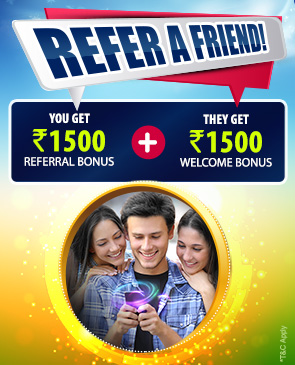 REFER A FRIEND!
YOU GET
₹1500
REFERRAL BONUS
+
THEY GET
₹1500
WELCOME BONUS
*T&C Apply